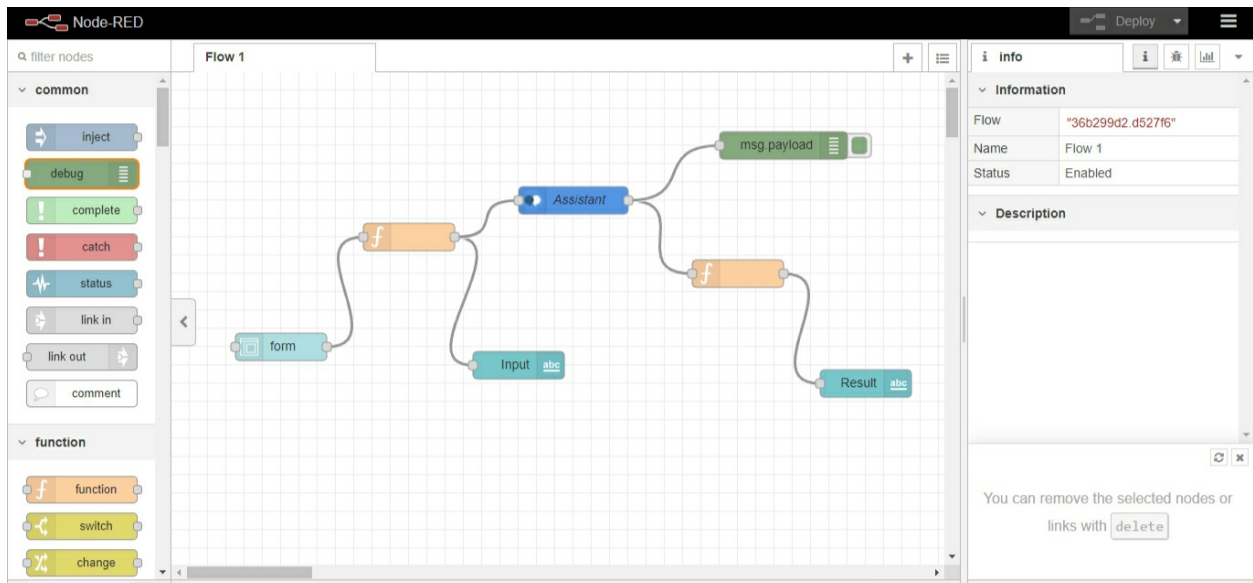 Node-RED
Deploy
filter nodes
Flow 1
i info
i
common
inject
debug
complete
catch
status
link in
link out
comment
function
f function
switch
change
form
f
Input abc
Assistant
msg.payload
f
Result abc
Information
Flow "36b299d2.d527f6"
Name Flow 1
Status Enabled
Description
You can remove the selected nodes or
links with delete